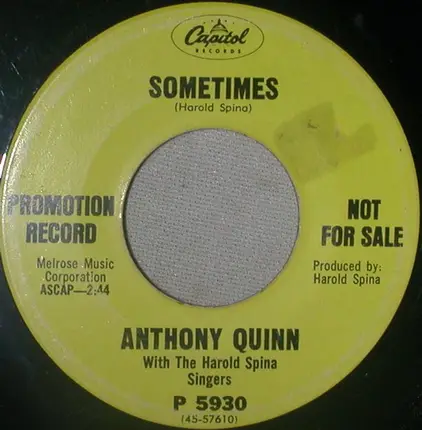 Capitol
RECORDS
SOMETIMES
(Harold Spina)
PROMOTION
RECORD
NOT
FOR SALE
Melrose Music
Corporation
ASCAP—2:44
Produced by:
Harold Spina
ANTHONY QUINN
With The Harold Spina
Singers
P 5930
(45-57610)